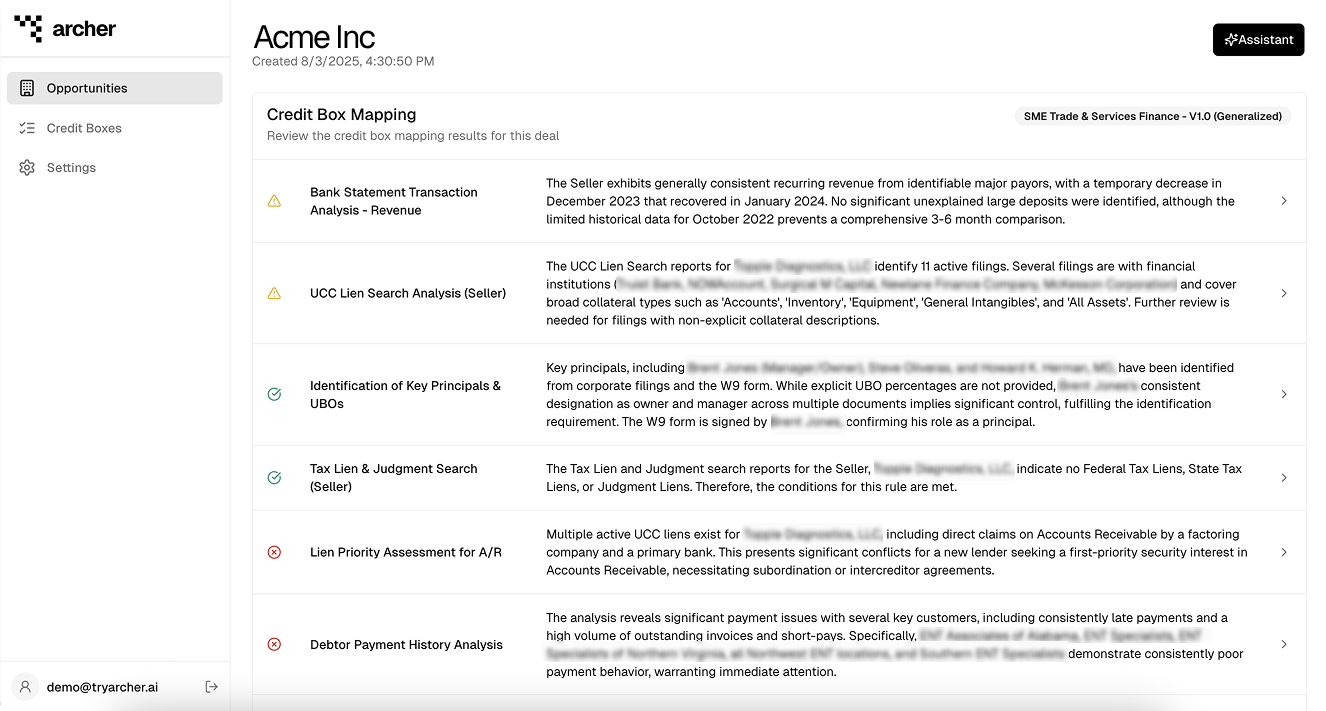 archer
Opportunities
Credit Boxes
Settings
demo@tryarcher.ai
Acme Inc
Created 8/3/2025, 4:30:50 PM
Assistant
Credit Box Mapping
Review the credit box mapping results for this deal
SME Trade & Services Finance - V1.0 (Generalized)
Bank Statement Transaction
Analysis - Revenue
The Seller exhibits generally consistent recurring revenue from identifiable major payors, with a temporary decrease in
December 2023 that recovered in January 2024. No significant unexplained large deposits were identified, although the
limited historical data for October 2022 prevents a comprehensive 3-6 month comparison.
UCC Lien Search Analysis (Seller)
The UCC Lien Search reports for identify 11 active filings. Several filings are with financial
institutions ( and cover
broad collateral types such as 'Accounts', 'Inventory', 'Equipment', 'General Intangibles', and 'All Assets'. Further review is
needed for filings with non-explicit collateral descriptions.
Identification of Key Principals &
UBOs
Key principals, including have been identified
from corporate filings and the W9 form. While explicit UBO percentages are not provided, consistent
designation as owner and manager across multiple documents implies significant control, fulfilling the identification
requirement. The W9 form is signed by confirming his role as a principal.
Tax Lien & Judgment Search
(Seller)
The Tax Lien and Judgment search reports for the Seller, indicate no Federal Tax Liens, State Tax
Liens, or Judgment Liens. Therefore, the conditions for this rule are met.
Lien Priority Assessment for A/R
Multiple active UCC liens exist for including direct claims on Accounts Receivable by a factoring
company and a primary bank. This presents significant conflicts for a new lender seeking a first-priority security interest in
Accounts Receivable, necessitating subordination or intercreditor agreements.
Debtor Payment History Analysis
The analysis reveals significant payment issues with several key customers, including consistently late payments and a
high volume of outstanding invoices and short-pays. Specifically,
demonstrate consistently poor
payment behavior, warranting immediate attention.